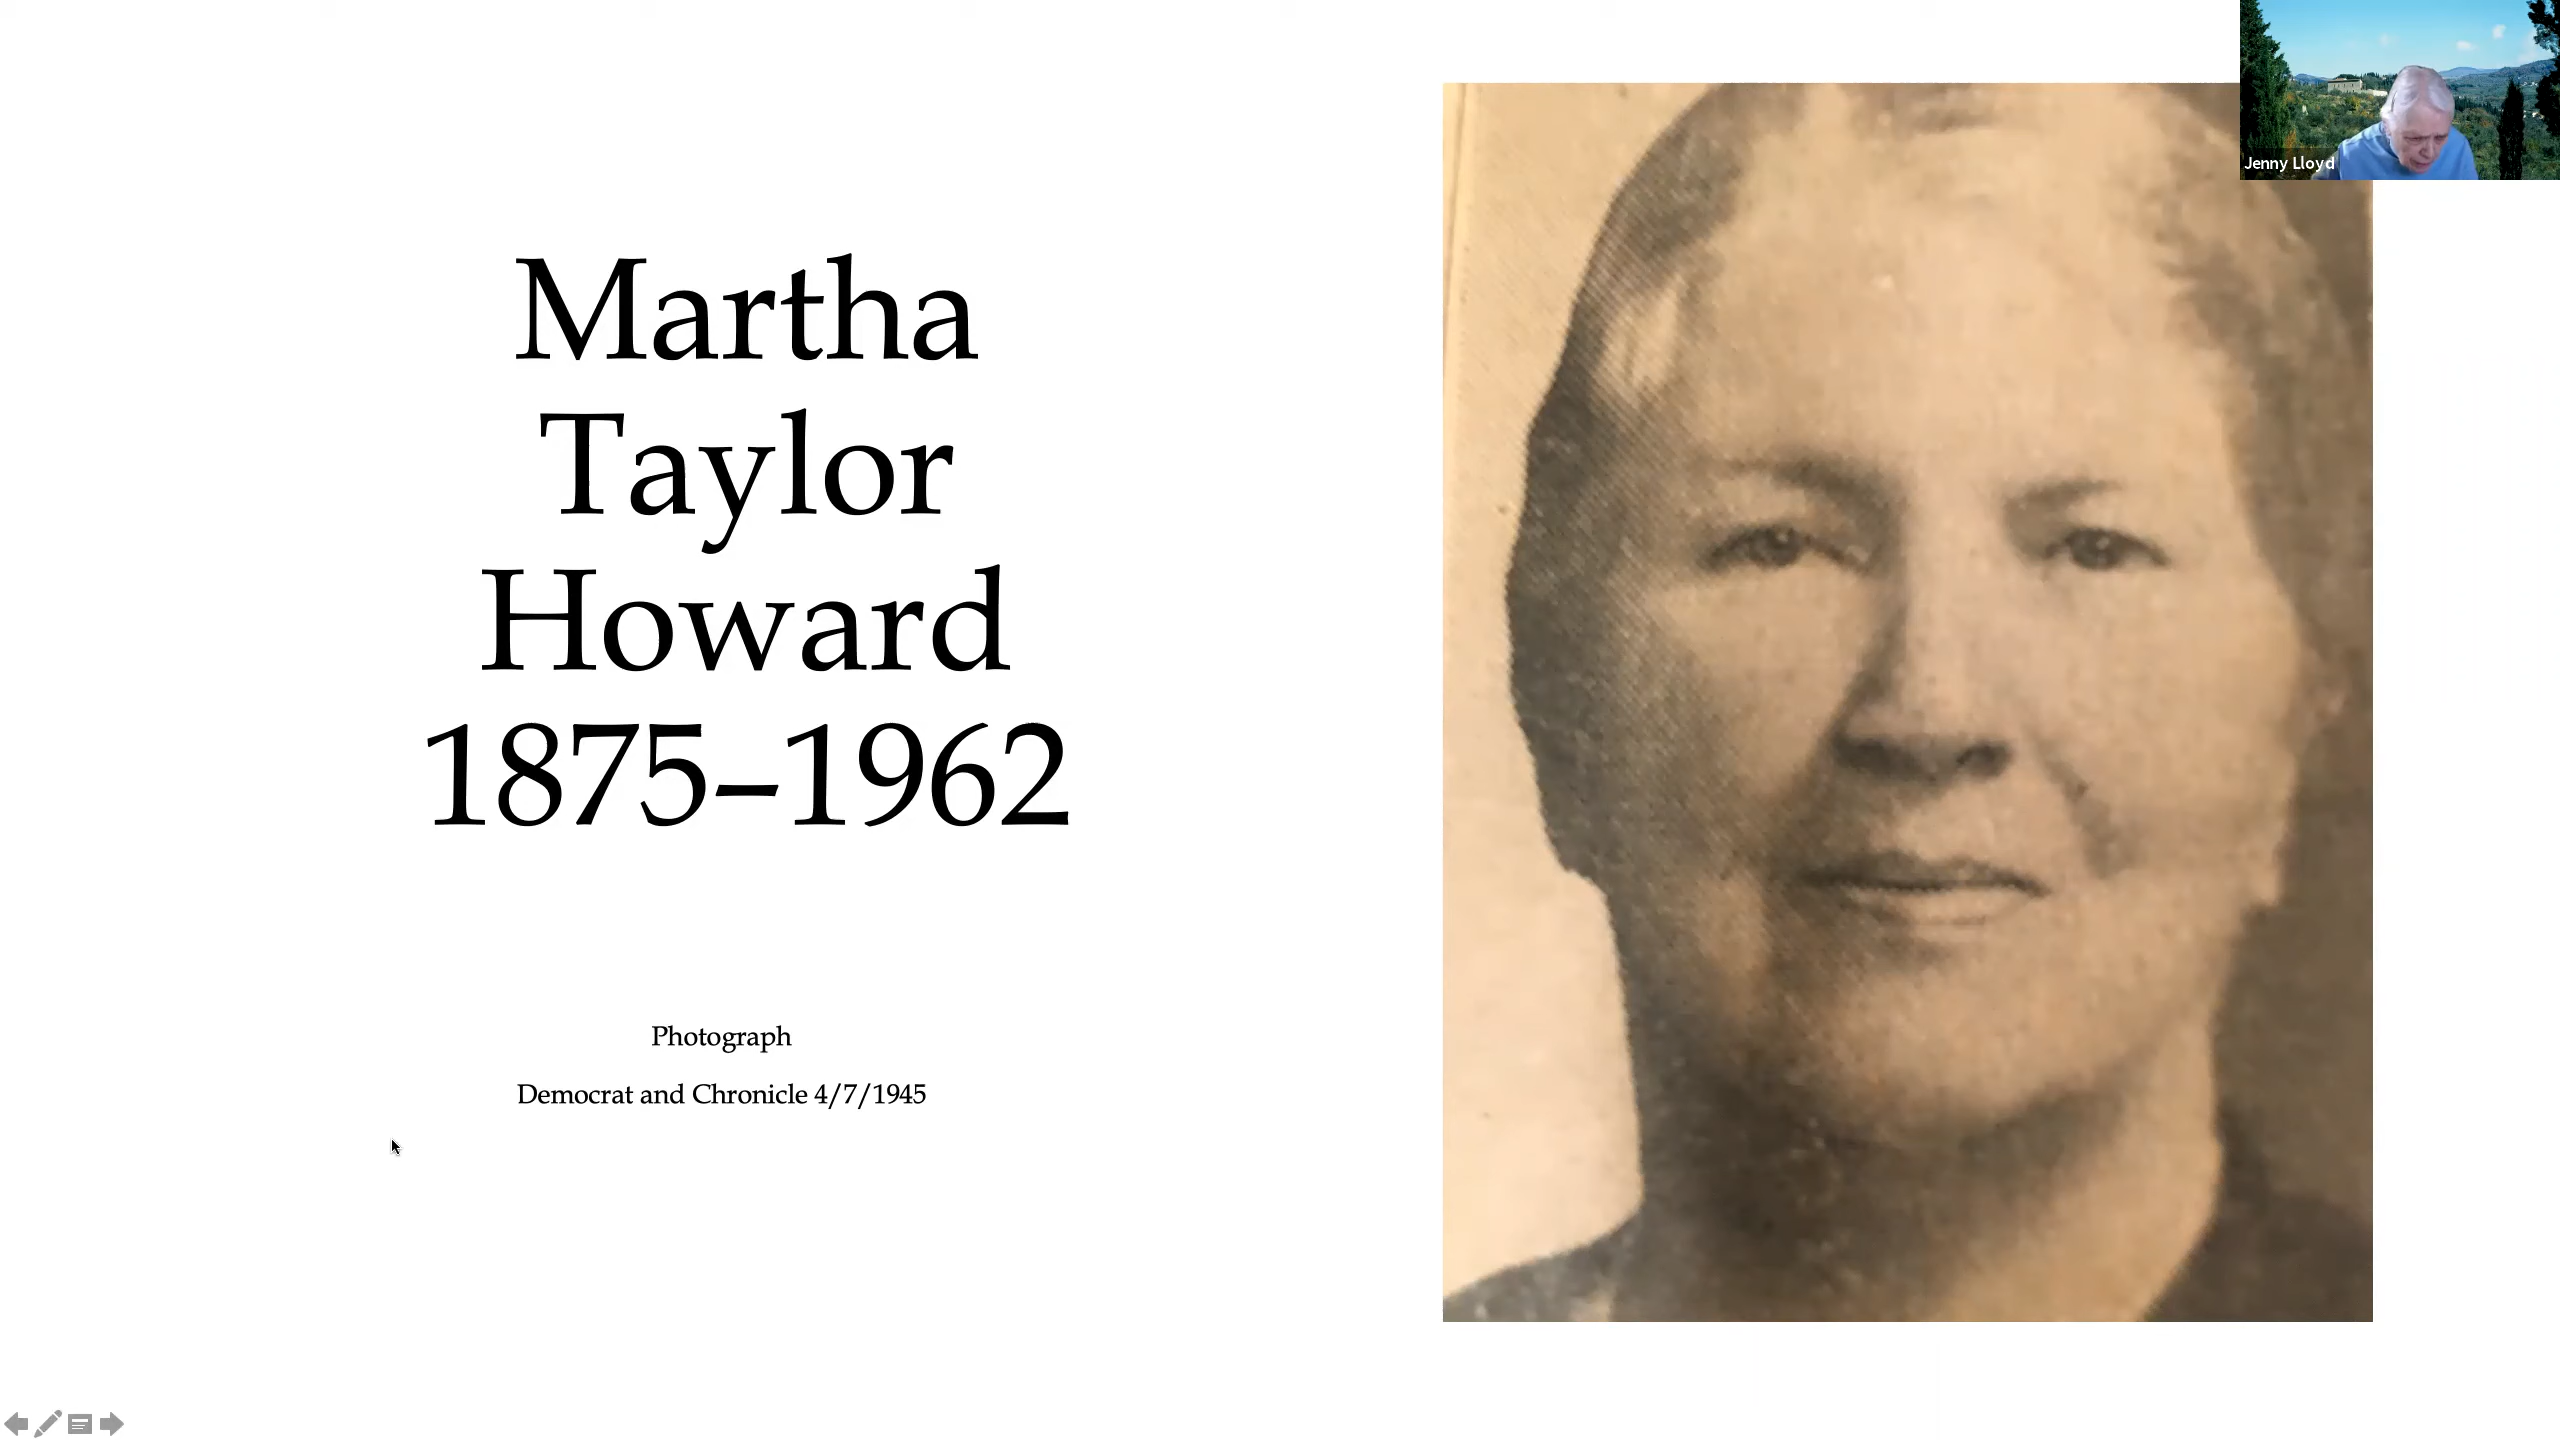 Martha
Taylor
Howard
1875–1962
Photograph
Democrat and Chronicle 4/7/1945
Jenny Lloyd